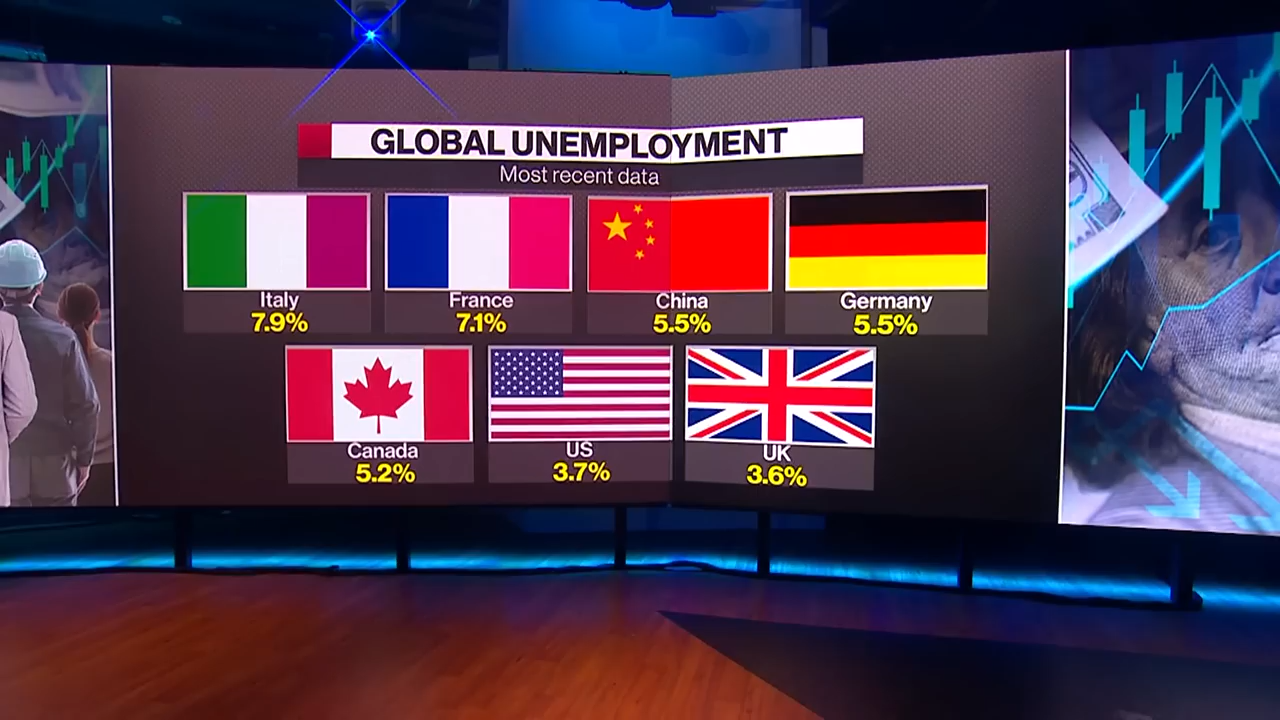 GLOBAL UNEMPLOYMENT
Most recent data
Italy
7.9%
France
7.1%
China
5.5%
Germany
5.5%
Canada
5.2%
US
3.7%
UK
3.6%